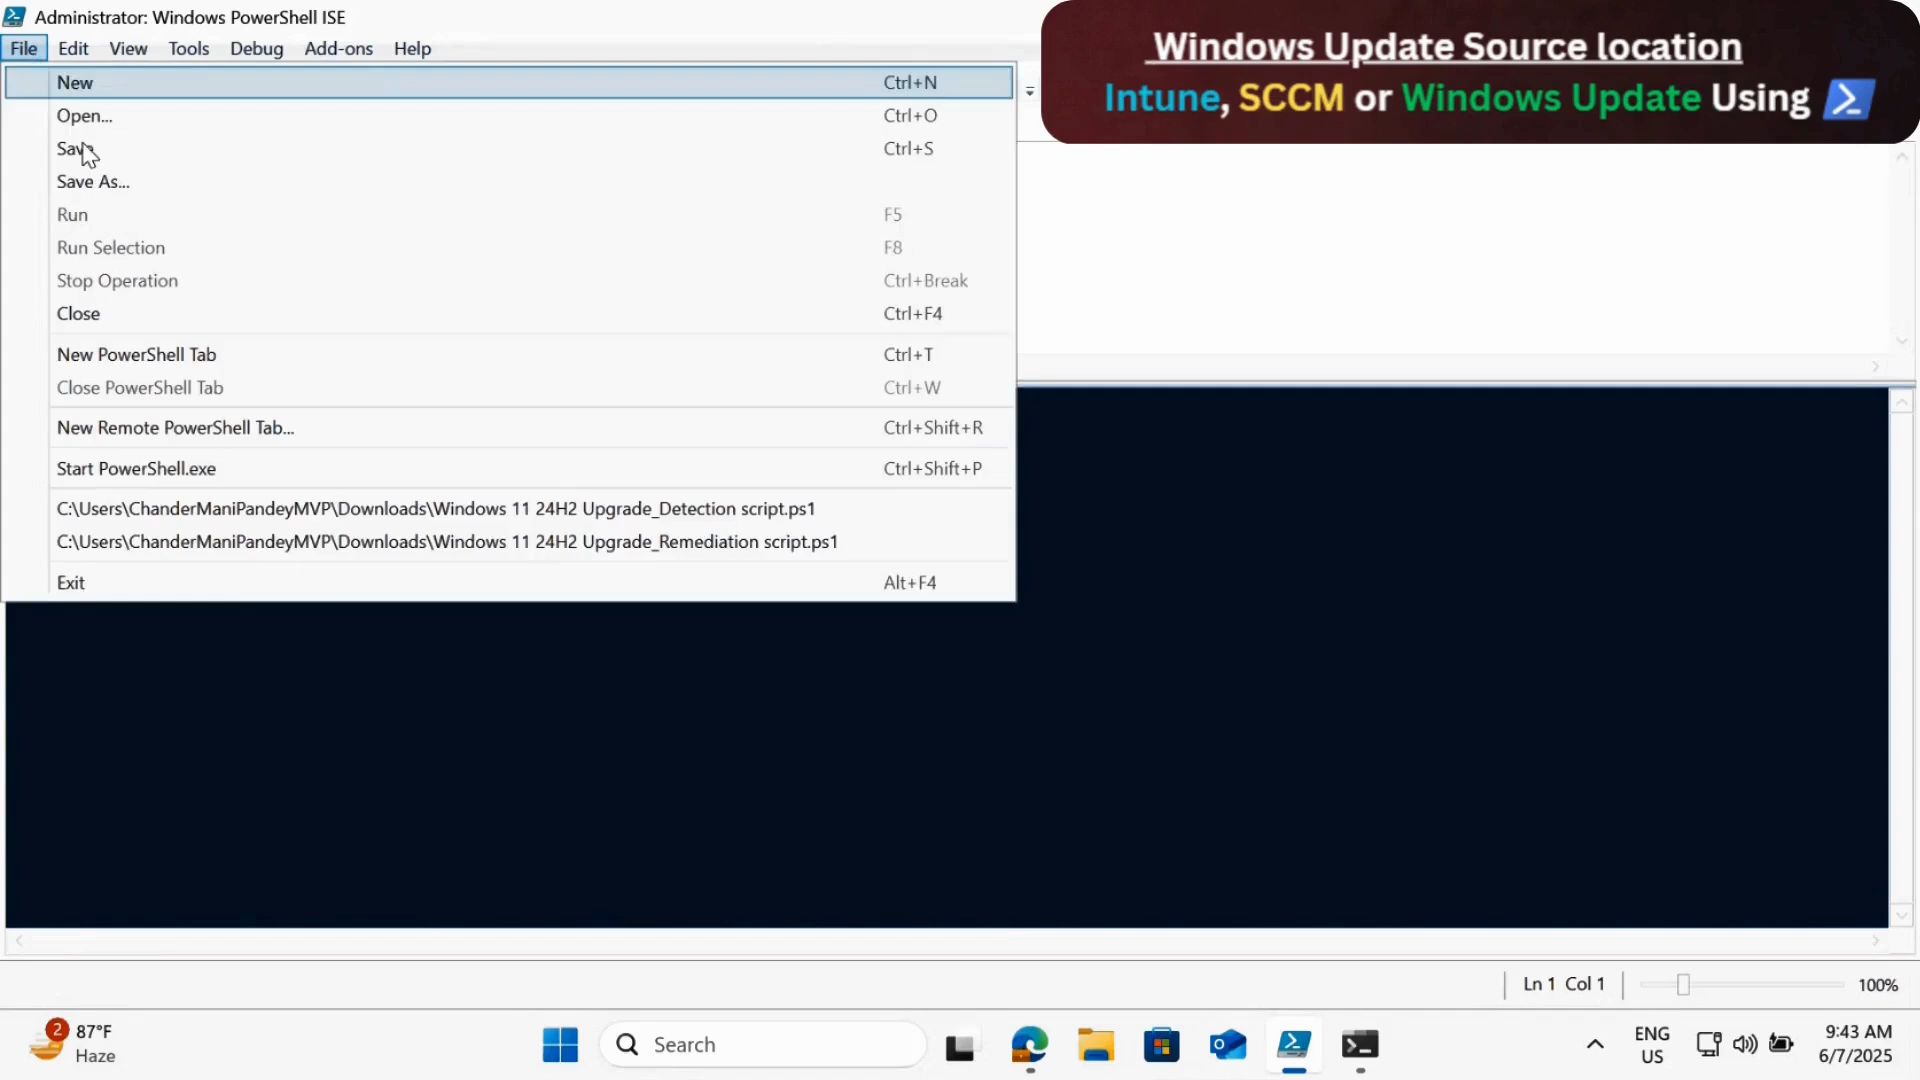 Administrator: Windows PowerShell ISE
File Edit View Tools Debug Add-ons Help
Windows Update Source location
Intune, SCCM or Windows Update Using
New Ctrl+N
Open... Ctrl+O
Save Ctrl+S
Save As...
Run F5
Run Selection F8
Stop Operation Ctrl+Break
Close Ctrl+F4
New PowerShell Tab Ctrl+T
Close PowerShell Tab Ctrl+W
New Remote PowerShell Tab... Ctrl+Shift+R
Start PowerShell.exe Ctrl+Shift+P
C:\Users\ChanderManiPandeyMVP\Downloads\Windows 11 24H2 Upgrade_Detection script.ps1
C:\Users\ChanderManiPandeyMVP\Downloads\Windows 11 24H2 Upgrade_Remediation script.ps1
Exit Alt+F4
Ln 1 Col 1 100%
2 87°F
Haze
Search
ENG
US
9:43 AM
6/7/2025